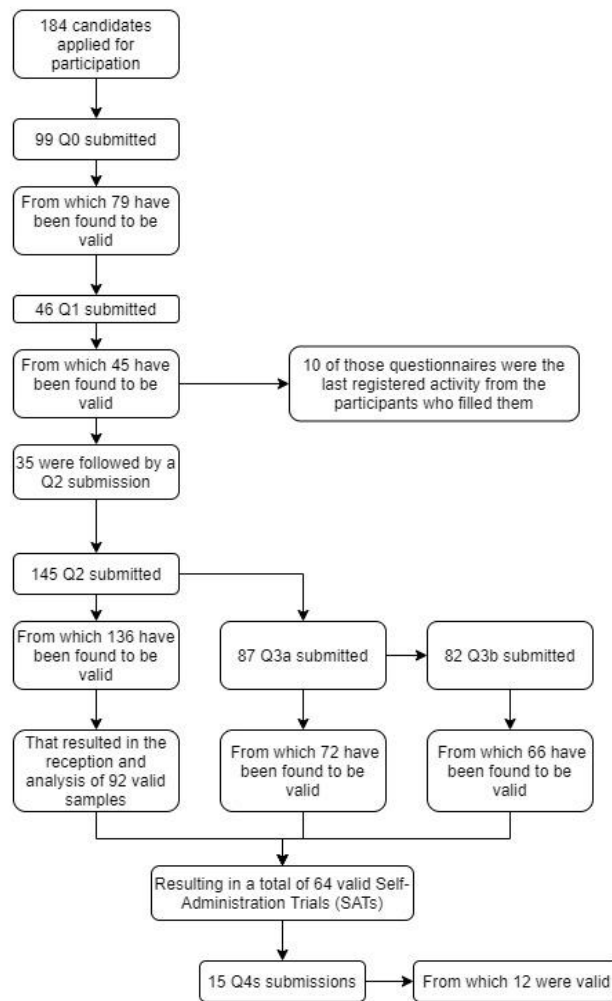 184 candidates
applied for
participation
99 Q0 submitted
From which 79 have
been found to be
valid
46 Q1 submitted
From which 45 have
been found to be
valid
10 of those questionnaires were the
last registered activity from the
participants who filled them
35 were followed by a
Q2 submission
145 Q2 submitted
From which 136 have
been found to be
valid
87 Q3a submitted
82 Q3b submitted
That resulted in the
reception and
analysis of 92 valid
samples
From which 72 have
been found to be
valid
From which 66 have
been found to be
valid
Resulting in a total of 64 valid Self-
Administration Trials (SATs)
15 Q4s submissions
From which 12 were valid